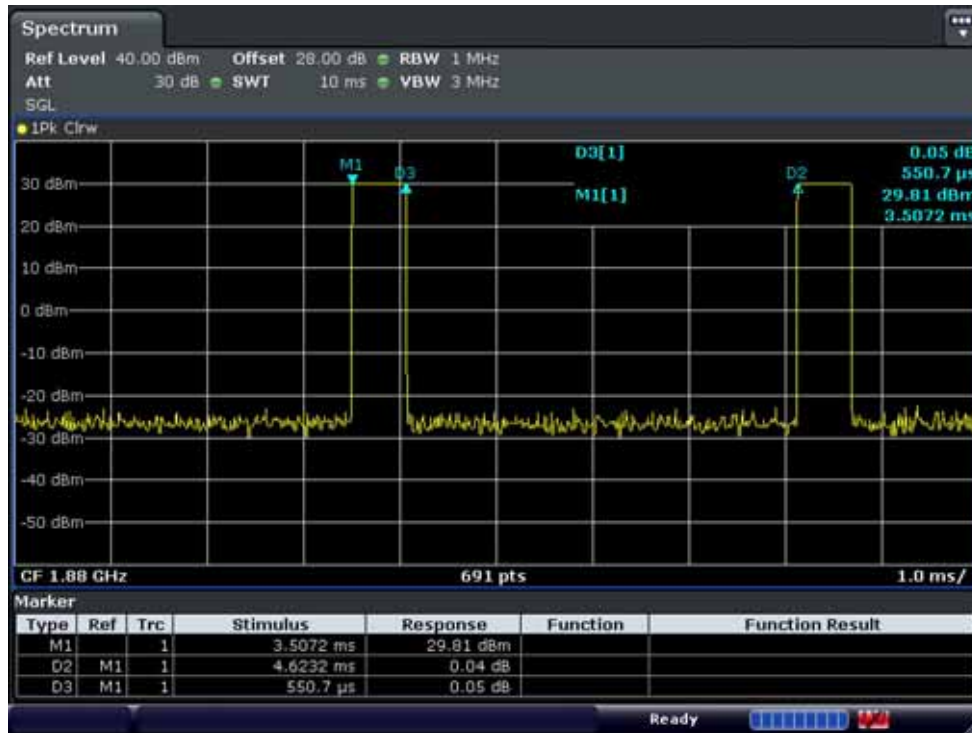 Spectrum
Ref Level 40.00 dBm Offset 28.00 dB RBW 1 MHz
Att 30 dB SWT 10 ms VBW 3 MHz
SGL
1Pk Clrw
D3[1] 0.05 dB
550.7 µs
M1[1] 29.81 dBm
3.5072 ms
M1
D3
D2
30 dBm
20 dBm
10 dBm
0 dBm
-10 dBm
-20 dBm
-30 dBm
-40 dBm
-50 dBm
CF 1.88 GHz 691 pts 1.0 ms/
Marker
Type Ref Trc Stimulus Response Function Function Result
M1 1 3.5072 ms 29.81 dBm
D2 M1 1 4.6232 ms 0.04 dB
D3 M1 1 550.7 µs 0.05 dB
Ready